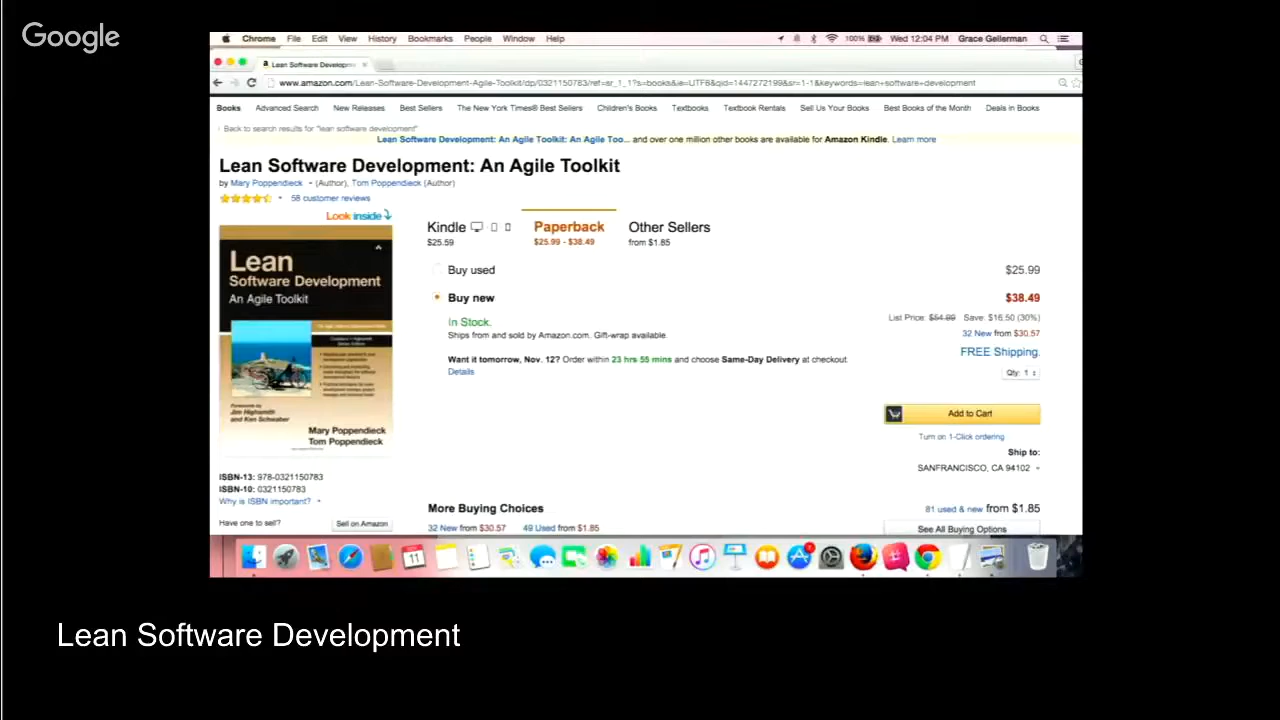 Google
Chrome File Edit View History Bookmarks People Window Help 100% Wed 12:04 PM Grace Gellerman
Lean Software Developm
www.amazon.com/Lean-Software-Development-Agile-Toolkit/dp/0321150783/ref=sr_1_1?s=books&ie=UTF8&qid=1447272199&sr=1-1&keywords=lean+software+development
Books Advanced Search New Releases Best Sellers The New York Times® Best Sellers Children's Books Textbooks Textbook Rentals Sell Us Your Books Best Books of the Month Deals in Books
‹ Back to search results for "lean software development"
Lean Software Development: An Agile Toolkit: An Agile Too... and over one million other books are available for Amazon Kindle. Learn more
Lean Software Development: An Agile Toolkit
by Mary Poppendieck (Author), Tom Poppendieck (Author)
58 customer reviews
Look inside
Kindle Paperback Other Sellers
$25.59 $25.99 - $38.49 from $1.85
Lean
Software Development
An Agile Toolkit
Forewords by
Jim Highsmith
and Ken Schwaber
Mary Poppendieck
Tom Poppendieck
Buy used $25.99
Buy new $38.49
In Stock. List Price: $54.99 Save: $16.50 (30%)
Ships from and sold by Amazon.com. Gift-wrap available. 32 New from $30.57
FREE Shipping.
Want it tomorrow, Nov. 12? Order within 23 hrs 55 mins and choose Same-Day Delivery at checkout.
Details Qty: 1
Add to Cart
Turn on 1-Click ordering
Ship to:
SANFRANCISCO, CA 94102
ISBN-13: 978-0321150783
ISBN-10: 0321150783
Why is ISBN important?
Have one to sell? Sell on Amazon
More Buying Choices 81 used & new from $1.85
32 New from $30.57 49 Used from $1.85 See All Buying Options
11
Lean Software Development